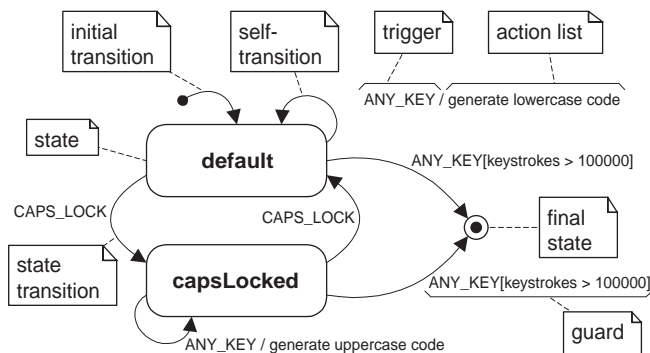 initial
transition
self-
transition
trigger
action list
ANY_KEY / generate lowercase code
state
default
ANY_KEY[keystrokes > 100000]
CAPS_LOCK
CAPS_LOCK
final
state
state
transition
capsLocked
ANY_KEY[keystrokes > 100000]
ANY_KEY / generate uppercase code
guard